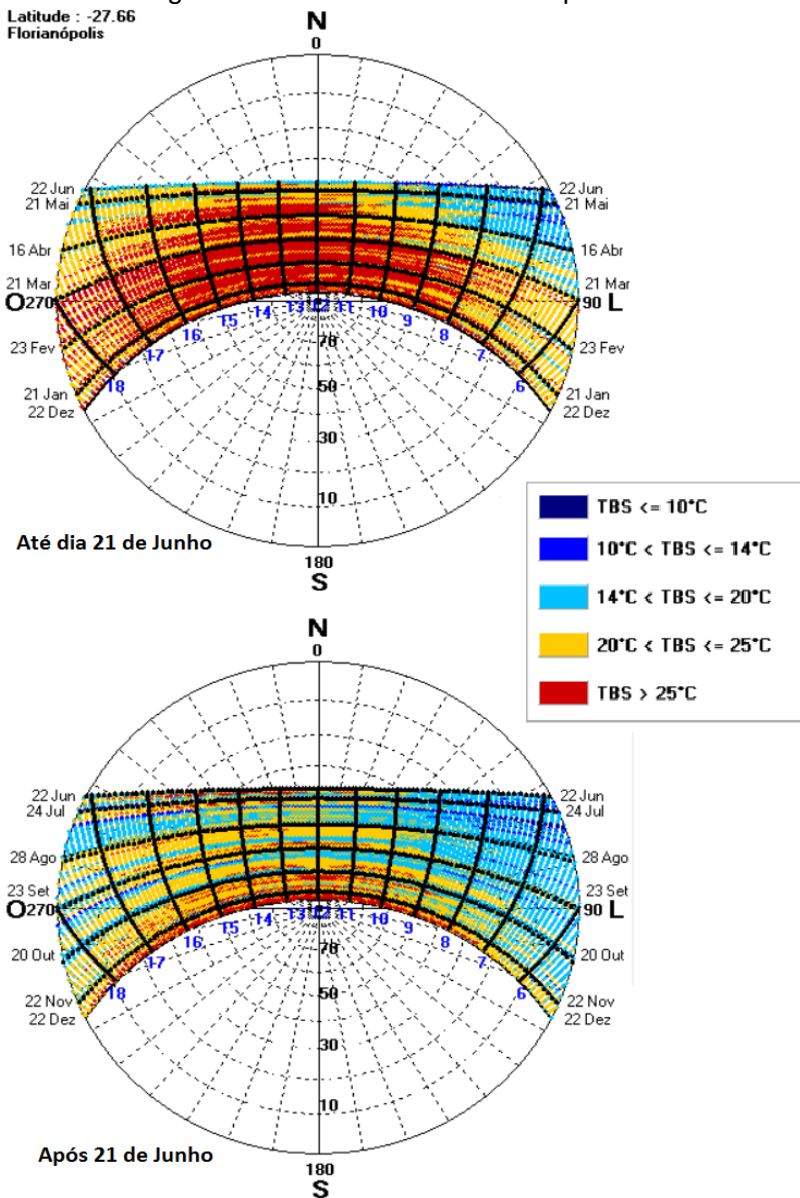 Latitude : -27.66
Florianópolis
N
0
22 Jun
22 Jun
21 Mai
21 Mai
16 Abr
16 Abr
21 Mar
21 Mar
O 270
90 L
13 12 11
14
10
15
9
16
8
17
7
18
6
23 Fev
23 Fev
21 Jan
21 Jan
22 Dez
22 Dez
70
50
30
10
Até dia 21 de Junho
180
S
TBS <= 10°C
10°C < TBS <= 14°C
14°C < TBS <= 20°C
20°C < TBS <= 25°C
TBS > 25°C
N
0
22 Jun
22 Jun
24 Jul
24 Jul
28 Ago
28 Ago
23 Set
23 Set
O 270
90 L
13 12 11
14
10
15
9
16
8
17
7
18
6
20 Out
20 Out
22 Nov
22 Nov
22 Dez
22 Dez
70
50
30
10
Após 21 de Junho
180
S